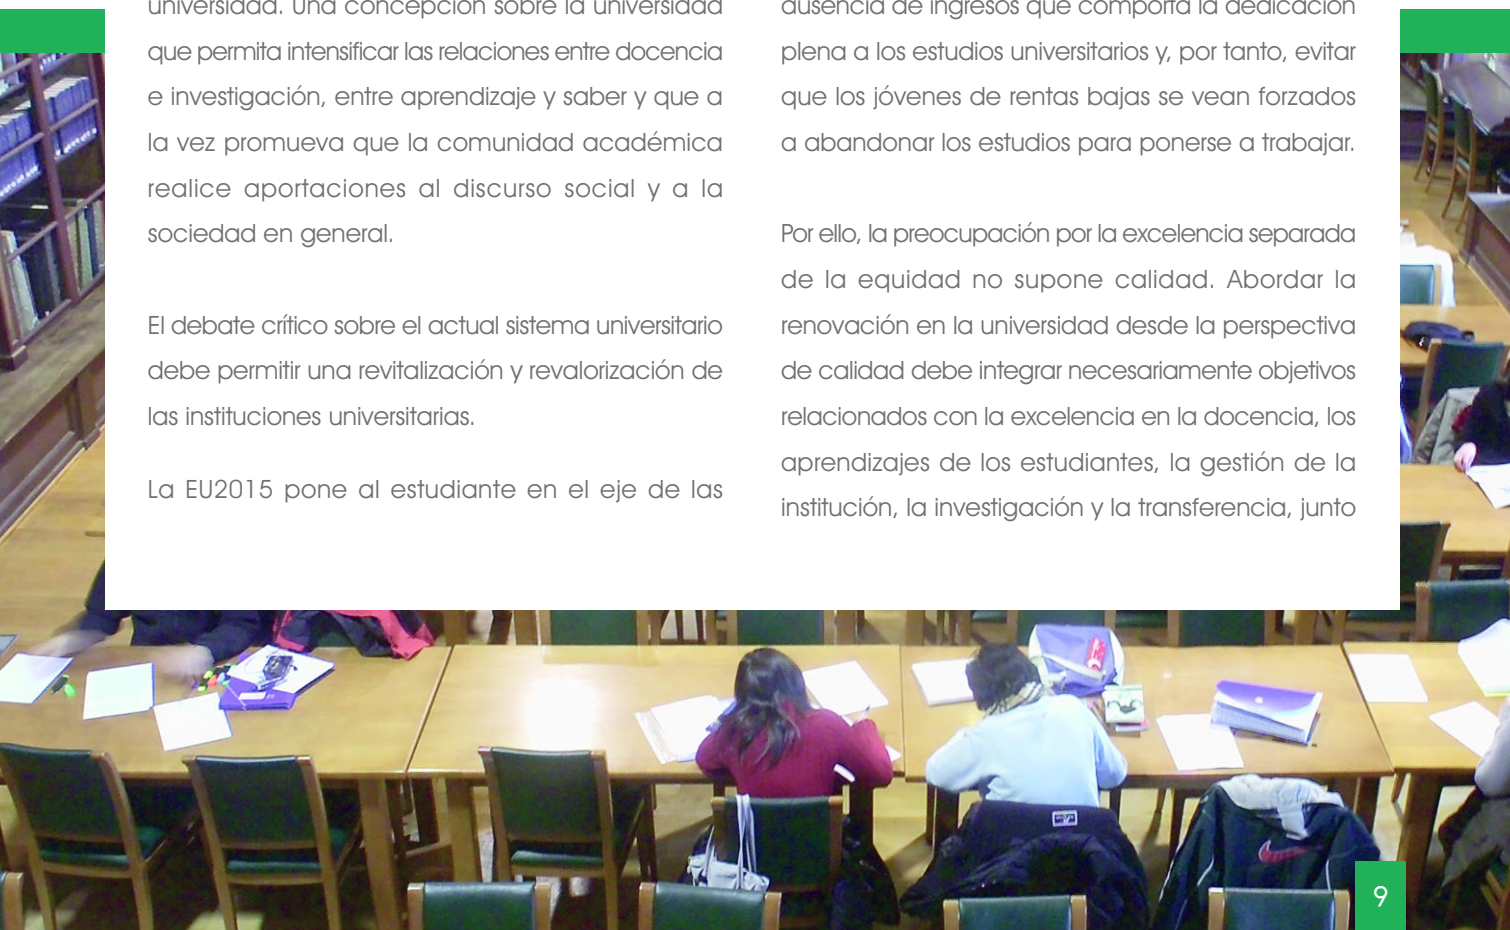 universidad. Una concepción sobre la universidad
que permita intensificar las relaciones entre docencia
e investigación, entre aprendizaje y saber y que a
la vez promueva que la comunidad académica
realice aportaciones al discurso social y a la
sociedad en general.
El debate crítico sobre el actual sistema universitario
debe permitir una revitalización y revalorización de
las instituciones universitarias.
La EU2015 pone al estudiante en el eje de las
ausencia de ingresos que comporta la dedicación
plena a los estudios universitarios y, por tanto, evitar
que los jóvenes de rentas bajas se vean forzados
a abandonar los estudios para ponerse a trabajar.
Por ello, la preocupación por la excelencia separada
de la equidad no supone calidad. Abordar la
renovación en la universidad desde la perspectiva
de calidad debe integrar necesariamente objetivos
relacionados con la excelencia en la docencia, los
aprendizajes de los estudiantes, la gestión de la
institución, la investigación y la transferencia, junto
9